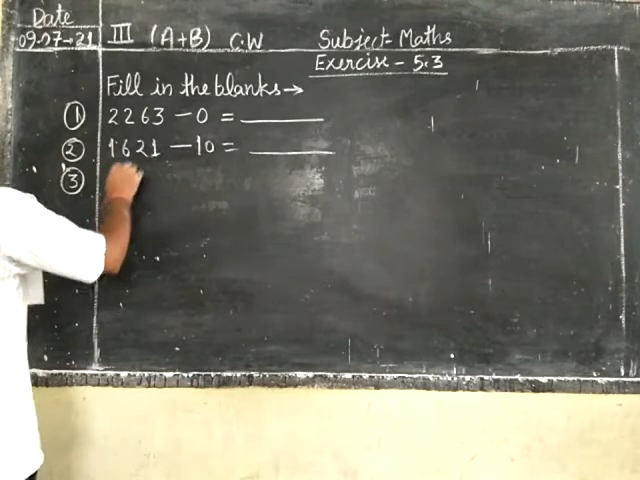 Date
09.07.21 III (A+B) C.W Subject- Maths
Exercise - 5.3
Fill in the blanks→
① 2263 - 0 = ______
② 1621 - 10 = ______
③